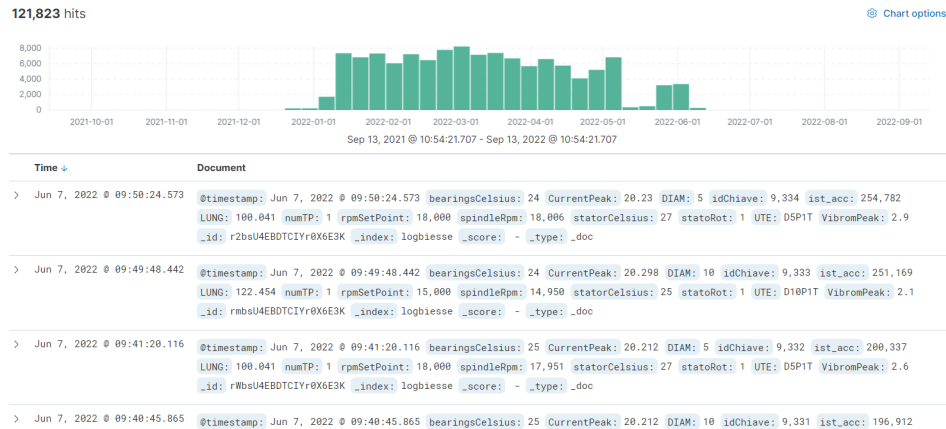 121,823 hits
Chart options
8,000
6,000
4,000
2,000
0
2021-10-01 2021-11-01 2021-12-01 2022-01-01 2022-02-01 2022-03-01 2022-04-01 2022-05-01 2022-06-01 2022-07-01 2022-08-01 2022-09-01
Sep 13, 2021 @ 10:54:21.707 - Sep 13, 2022 @ 10:54:21.707
Time Document
Jun 7, 2022 @ 09:50:24.573 @timestamp: Jun 7, 2022 @ 09:50:24.573 bearingsCelsius: 24 CurrentPeak: 20.23 DIAM: 5 idChiave: 9,334 ist_acc: 254,782
LUNG: 100.041 numTP: 1 rpmSetPoint: 18,000 spindleRpm: 18,006 statorCelsius: 27 statoRot: 1 UTE: D5P1T VibromPeak: 2.9
_id: r2bsU4EBDTCIYr0X6E3K _index: logbiesse _score: - _type: _doc
Jun 7, 2022 @ 09:49:48.442 @timestamp: Jun 7, 2022 @ 09:49:48.442 bearingsCelsius: 24 CurrentPeak: 20.298 DIAM: 10 idChiave: 9,333 ist_acc: 251,169
LUNG: 122.454 numTP: 1 rpmSetPoint: 15,000 spindleRpm: 14,950 statorCelsius: 25 statoRot: 1 UTE: D10P1T VibromPeak: 2.1
_id: rmbsU4EBDTCIYr0X6E3K _index: logbiesse _score: - _type: _doc
Jun 7, 2022 @ 09:41:20.116 @timestamp: Jun 7, 2022 @ 09:41:20.116 bearingsCelsius: 25 CurrentPeak: 20.212 DIAM: 5 idChiave: 9,332 ist_acc: 200,337
LUNG: 100.041 numTP: 1 rpmSetPoint: 18,000 spindleRpm: 17,951 statorCelsius: 27 statoRot: 1 UTE: D5P1T VibromPeak: 2.6
_id: rWbsU4EBDTCIYr0X6E3K _index: logbiesse _score: - _type: _doc
Jun 7, 2022 @ 09:40:45.865 @timestamp: Jun 7, 2022 @ 09:40:45.865 bearingsCelsius: 25 CurrentPeak: 20.212 DIAM: 10 idChiave: 9,331 ist_acc: 196,912